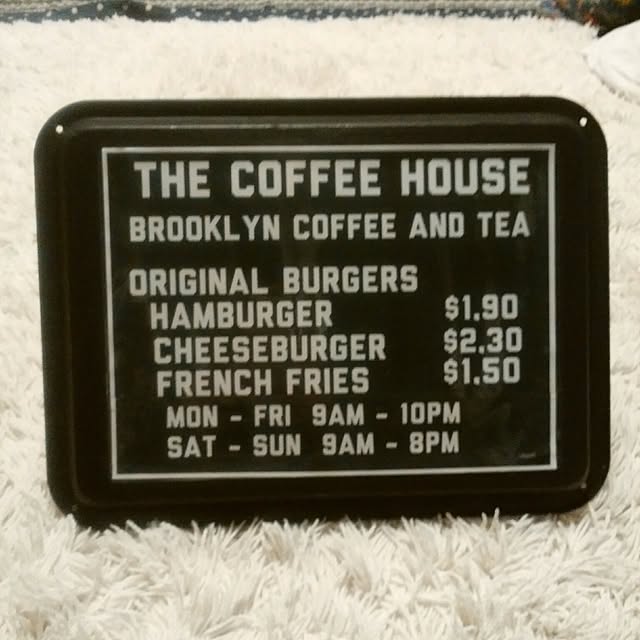 THE COFFEE HOUSE
BROOKLYN COFFEE AND TEA
ORIGINAL BURGERS
HAMBURGER $1.90
CHEESEBURGER $2.30
FRENCH FRIES $1.50
MON - FRI 9AM - 10PM
SAT - SUN 9AM - 8PM